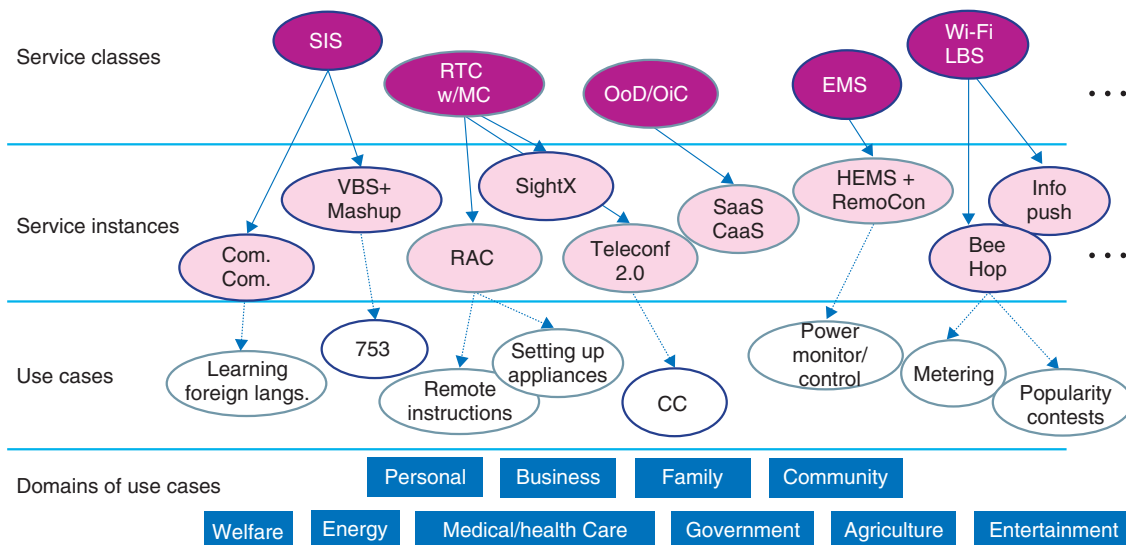 Service classes
SIS
RTC
w/MC
OoD/OiC
EMS
Wi-Fi
LBS
• • •
Service instances
Com.
Com.
VBS+
Mashup
RAC
SightX
Teleconf
2.0
SaaS
CaaS
HEMS +
RemoCon
Bee
Hop
Info
push
• • •
Use cases
Learning
foreign langs.
753
Remote
instructions
Setting up
appliances
CC
Power
monitor/
control
Metering
Popularity
contests
Domains of use cases
Personal
Business
Family
Community
Welfare
Energy
Medical/health Care
Government
Agriculture
Entertainment